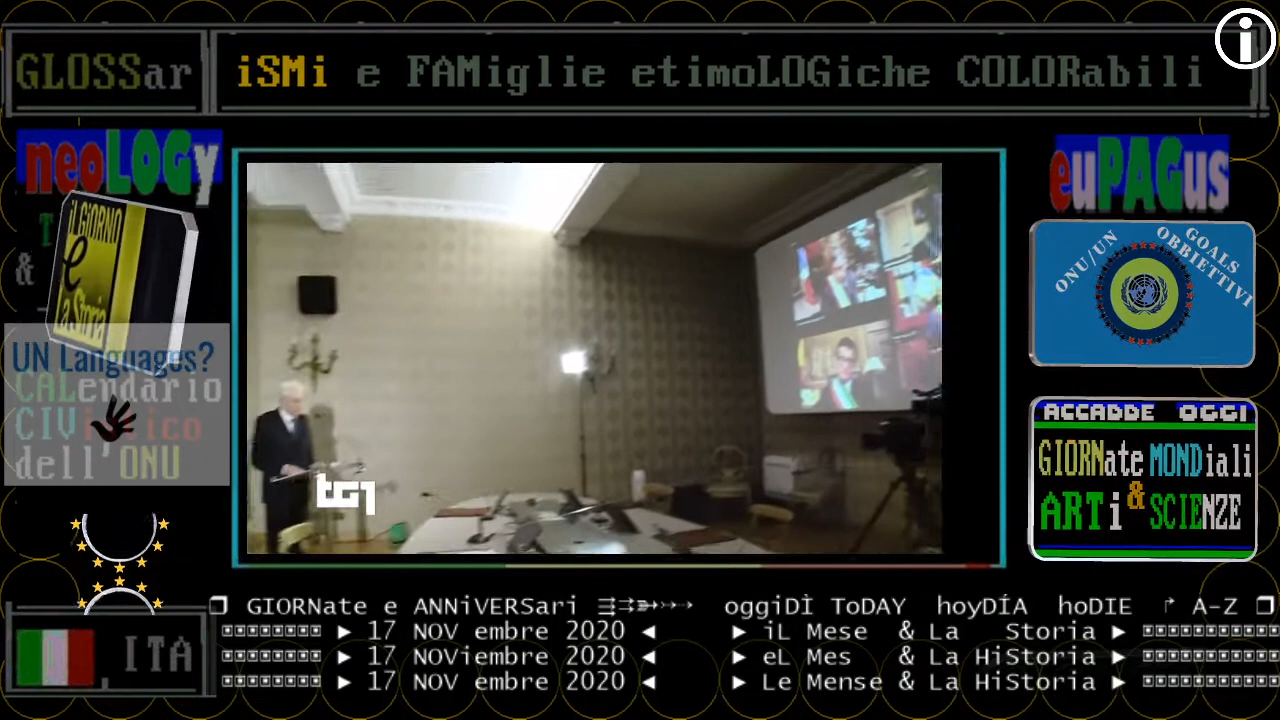 GLOSSar
iSMi e FAMiglie etimoLOGiche COLORabili
neoLOGy
iL GiORNO
e
La Storia
&
UN Languages?
CALendario
CIVi
ico
dell'ONU
tg1
euPAGus
ONU/UN
GOALS
OBBIETTIVI
ACCADDE OGGI
GIORNate MONDiali
&
ARTi SCIENZE
GIORNate e ANNiVERSari oggiDÌ ToDAY hoyDÍA hoDIE A-Z
17 NOV embre 2020 iL Mese & La Storia
17 NOViembre 2020 eL Mes & La HiStoria
17 NOV embre 2020 Le Mense & La HiStoria
ITA